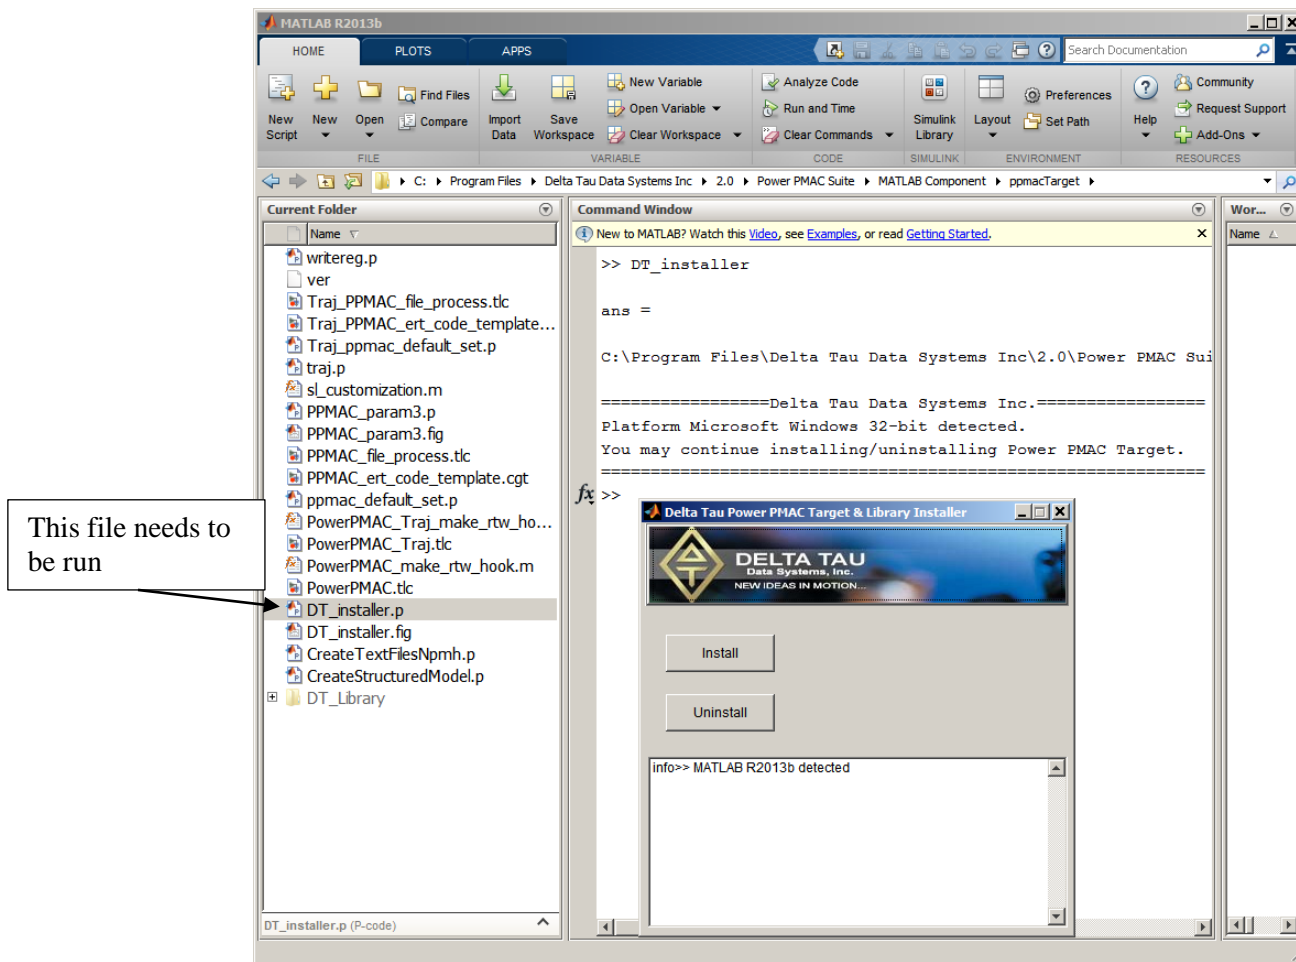 MATLAB R2013b
HOME PLOTS APPS
Search Documentation
New Script
New
Open
Find Files
Compare
Import Data
Save Workspace
New Variable
Open Variable
Clear Workspace
Analyze Code
Run and Time
Clear Commands
Simulink Library
Layout
Preferences
Set Path
Help
Community
Request Support
Add-Ons
FILE VARIABLE CODE SIMULINK ENVIRONMENT RESOURCES
C: Program Files Delta Tau Data Systems Inc 2.0 Power PMAC Suite MATLAB Component ppmacTarget
Current Folder
Name
writereg.p
ver
Traj_PPMAC_file_process.tlc
Traj_PPMAC_ert_code_template...
Traj_ppmac_default_set.p
traj.p
sl_customization.m
PPMAC_param3.p
PPMAC_param3.fig
PPMAC_file_process.tlc
PPMAC_ert_code_template.cgt
ppmac_default_set.p
PowerPMAC_Traj_make_rtw_ho...
PowerPMAC_Traj.tlc
PowerPMAC_make_rtw_hook.m
PowerPMAC.tlc
DT_installer.p
DT_installer.fig
CreateTextFilesNpmh.p
CreateStructuredModel.p
DT_Library
DT_installer.p (P-code)
This file needs to
be run
Command Window
New to MATLAB? Watch this Video, see Examples, or read Getting Started.
>> DT_installer
ans =
C:\Program Files\Delta Tau Data Systems Inc\2.0\Power PMAC Sui
=================Delta Tau Data Systems Inc.=================
Platform Microsoft Windows 32-bit detected.
You may continue installing/uninstalling Power PMAC Target.
=============================================================
fx >>
Delta Tau Power PMAC Target & Library Installer
DELTA TAU
Data Systems, Inc.
NEW IDEAS IN MOTION...
Install
Uninstall
info>> MATLAB R2013b detected
Wor...
Name